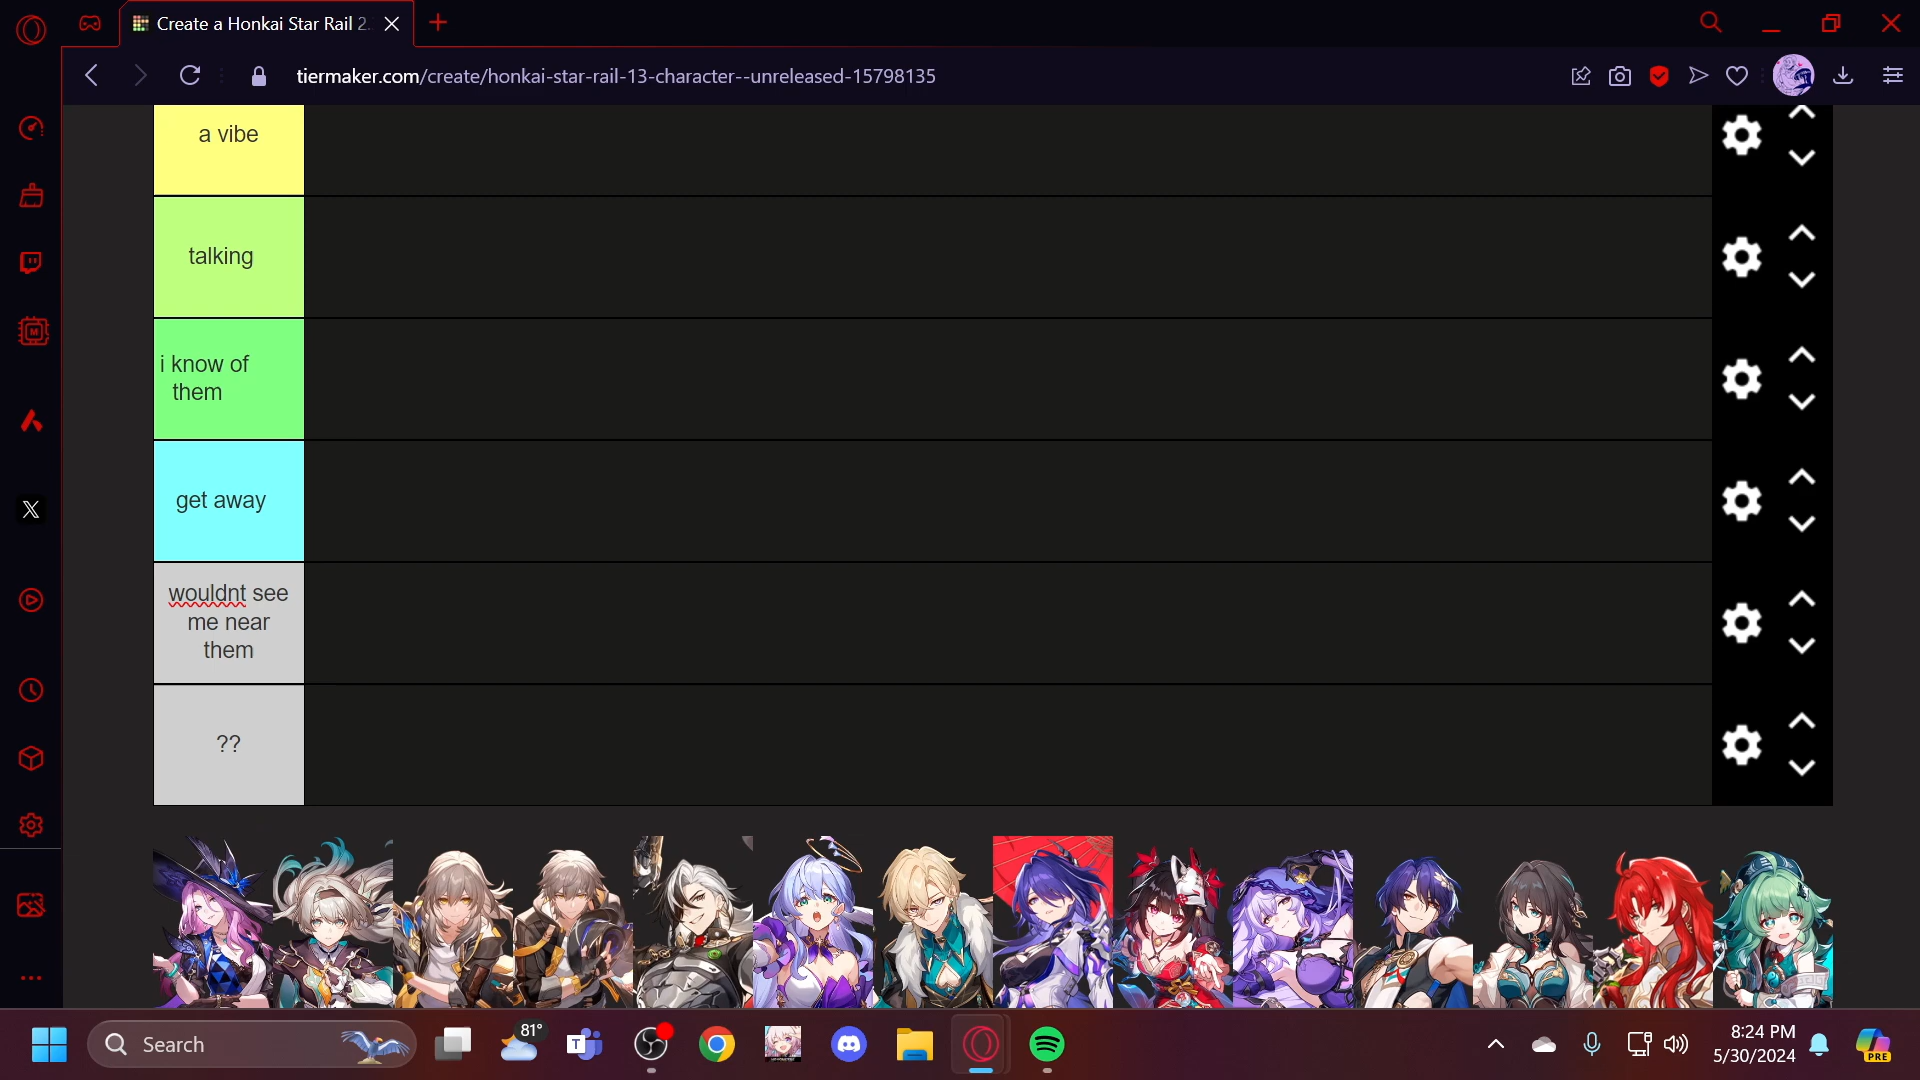 Create a Honkai Star Rail 2.
tiermaker.com/create/honkai-star-rail-13-character--unreleased-15798135
a vibe
talking
i know of
them
get away
wouldnt see
me near
them
??
Search
81°
8:24 PM
5/30/2024
PRE